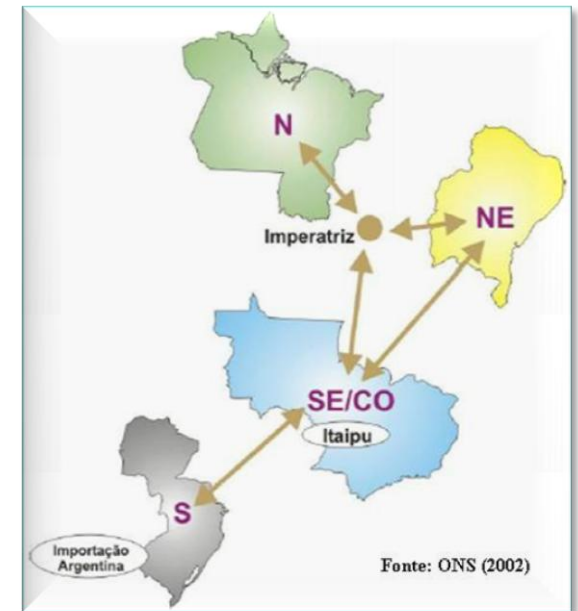 N
Imperatriz
NE
SE/CO
Itaipu
S
Importação
Argentina
Fonte: ONS (2002)